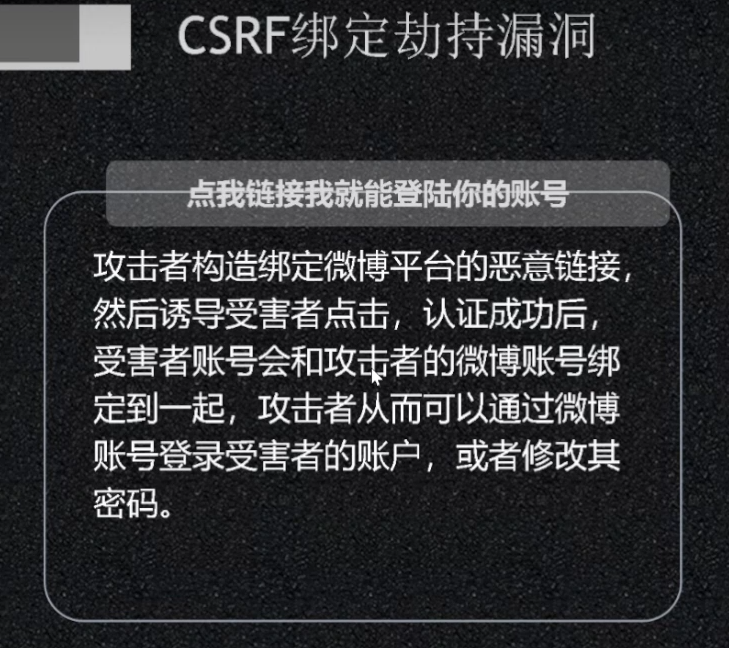 CSRF绑定劫持漏洞
点我链接我就能登陆你的账号
攻击者构造绑定微博平台的恶意链接，
然后诱导受害者点击，认证成功后，
受害者账号会和攻击者的微博账号绑
定到一起，攻击者从而可以通过微博
账号登录受害者的账户，或者修改其
密码。